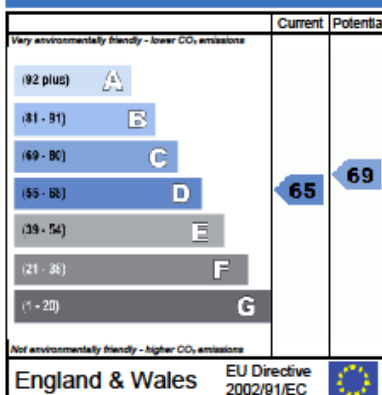 Current Potential
Very environmentally friendly - lower CO₂ emissions
(92 plus) A
(81 - 91) B
(69 - 80) C
(55 - 68) D
(39 - 54) E
(21 - 38) F
(1 - 20) G
65
69
Not environmentally friendly - higher CO₂ emissions
England & Wales
EU Directive
2002/91/EC